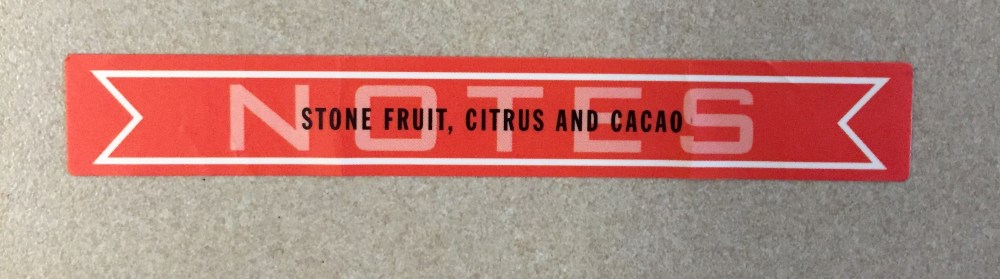 NOTES
STONE FRUIT, CITRUS AND CACAO